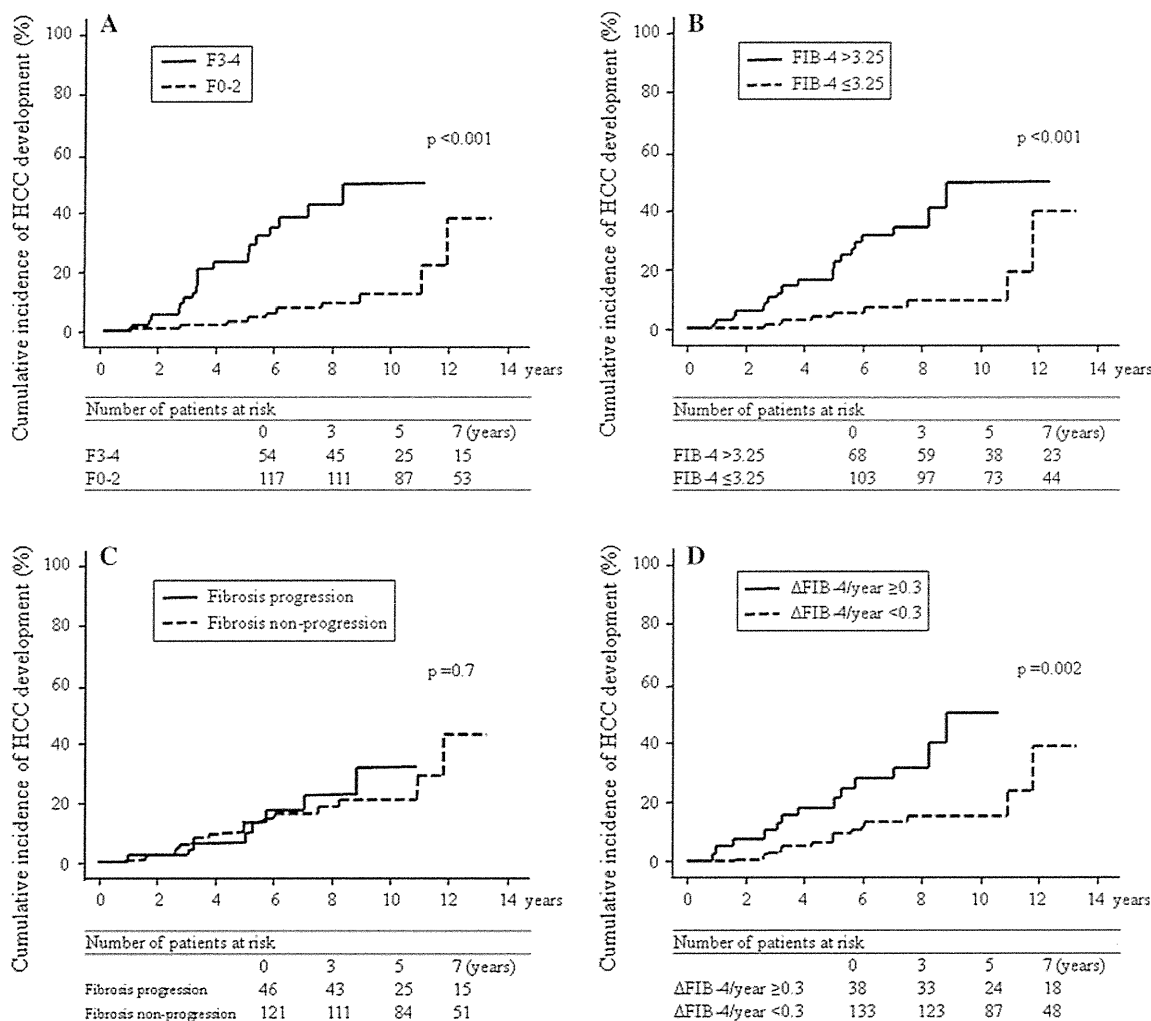 A
Cumulative incidence of HCC development (%)
100
80
60
40
20
0
F3-4
F0-2
p <0.001
0 2 4 6 8 10 12 14 years
Number of patients at risk
0 3 5 7 (years)
F3-4 54 45 25 15
F0-2 117 111 87 53
B
Cumulative incidence of HCC development (%)
100
80
60
40
20
0
FIB-4 >3.25
FIB-4 ≤3.25
p <0.001
0 2 4 6 8 10 12 14 years
Number of patients at risk
0 3 5 7 (years)
FIB-4 >3.25 68 59 38 23
FIB-4 ≤3.25 103 97 73 44
C
Cumulative incidence of HCC development (%)
100
80
60
40
20
0
Fibrosis progression
Fibrosis non-progression
p =0.7
0 2 4 6 8 10 12 14 years
Number of patients at risk
0 3 5 7 (years)
Fibrosis progression 46 43 25 15
Fibrosis non-progression 121 111 84 51
D
Cumulative incidence of HCC development (%)
100
80
60
40
20
0
ΔFIB-4/year ≥0.3
ΔFIB-4/year <0.3
p =0.002
0 2 4 6 8 10 12 14 years
Number of patients at risk
0 3 5 7 (years)
ΔFIB-4/year ≥0.3 38 33 24 18
ΔFIB-4/year <0.3 133 123 87 48